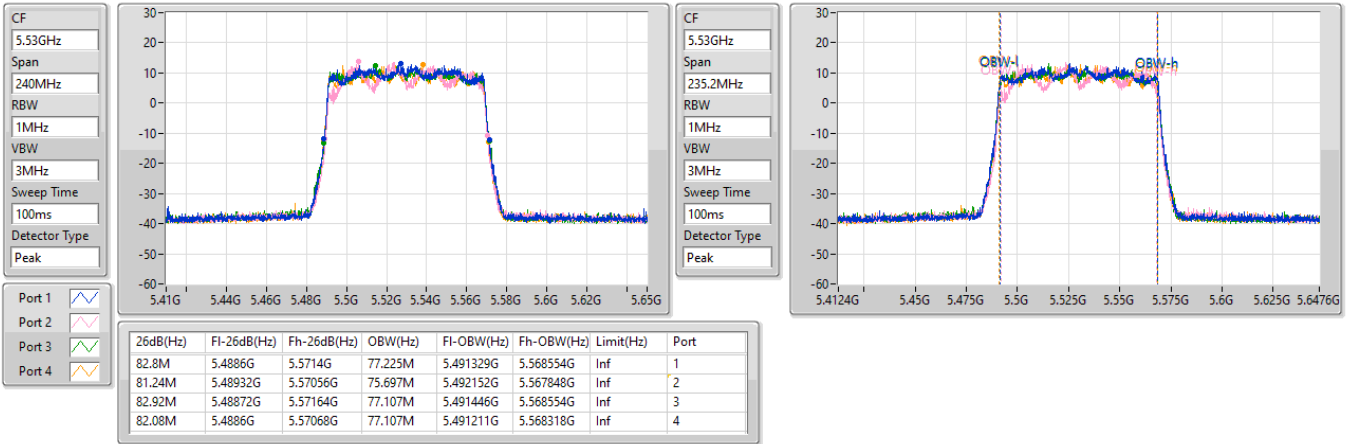 CF
5.53GHz
Span
240MHz
RBW
1MHz
VBW
3MHz
Sweep Time
100ms
Detector Type
Peak
30
20
10
0
-10
-20
-30
-40
-50
-60
5.41G 5.44G 5.46G 5.48G 5.5G 5.52G 5.54G 5.56G 5.58G 5.6G 5.62G 5.65G
CF
5.53GHz
Span
235.2MHz
RBW
1MHz
VBW
3MHz
Sweep Time
100ms
Detector Type
Peak
30
20
10
0
-10
-20
-30
-40
-50
-60
OBW-l OBW-h
5.4124G 5.45G 5.475G 5.5G 5.525G 5.55G 5.575G 5.6G 5.625G 5.6476G
Port 1
Port 2
Port 3
Port 4
26dB(Hz) Fl-26dB(Hz) Fh-26dB(Hz) OBW(Hz) Fl-OBW(Hz) Fh-OBW(Hz) Limit(Hz) Port
82.8M 5.4886G 5.5714G 77.225M 5.491329G 5.568554G Inf 1
81.24M 5.48932G 5.57056G 75.697M 5.492152G 5.567848G Inf 2
82.92M 5.48872G 5.57164G 77.107M 5.491446G 5.568554G Inf 3
82.08M 5.4886G 5.57068G 77.107M 5.491211G 5.568318G Inf 4